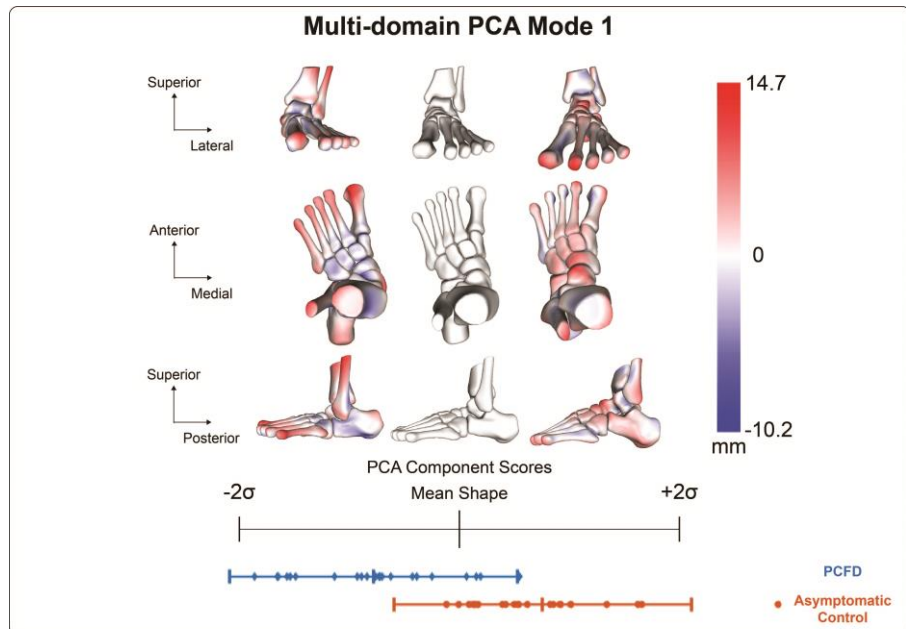 Multi-domain PCA Mode 1
Superior
Lateral
14.7
Anterior
Medial
0
Superior
Posterior
-10.2
mm
PCA Component Scores
-2σ
Mean Shape
+2σ
PCFD
Asymptomatic
Control